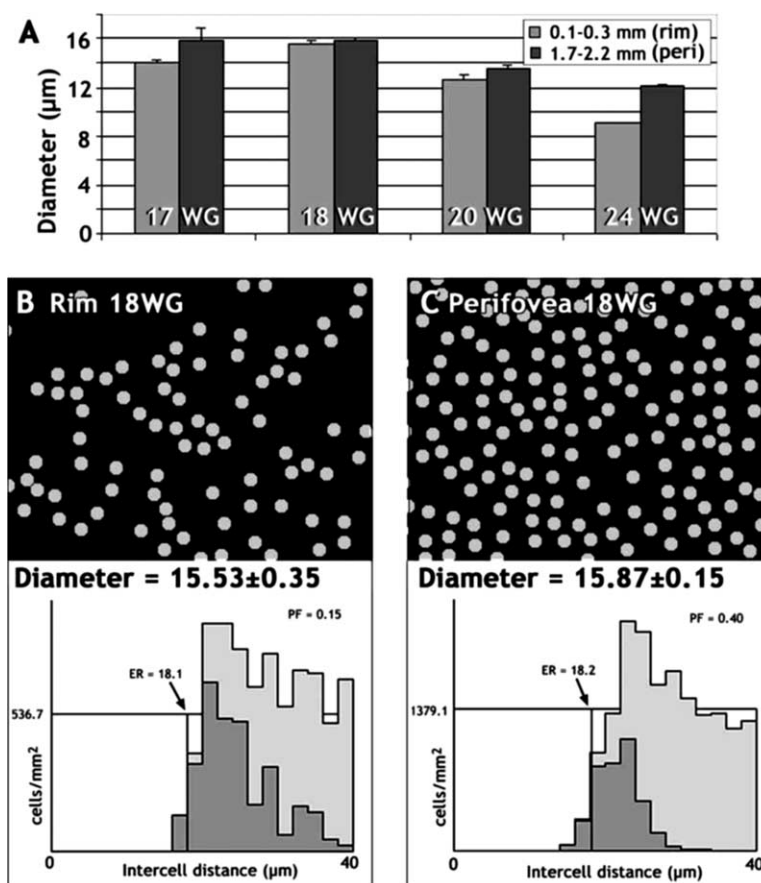 A
Diameter (µm)
16
12
8
4
0
0.1-0.3 mm (rim)
1.7-2.2 mm (peri)
17 WG
18 WG
20 WG
24 WG
B Rim 18WG
C Perifovea 18WG
Diameter = 15.53±0.35
PF = 0.15
ER = 18.1
536.7
cells/mm²
0
Intercell distance (µm)
40
Diameter = 15.87±0.15
PF = 0.40
ER = 18.2
1379.1
cells/mm²
0
Intercell distance (µm)
40